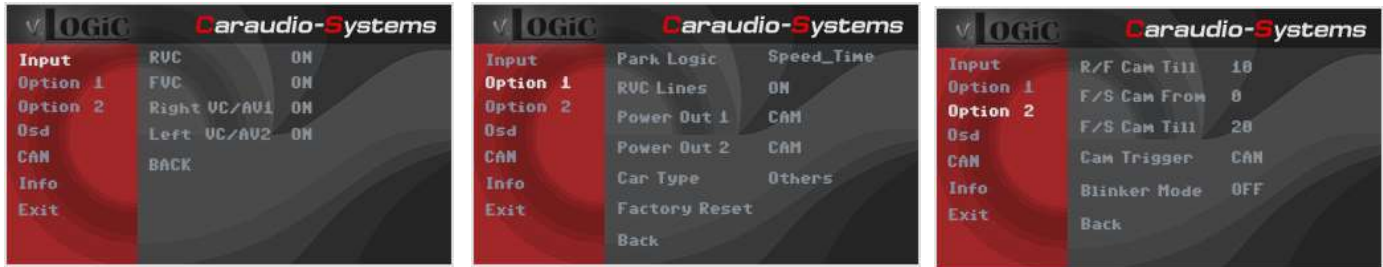 v.LOGiC Caraudio-Systems
Input
Option 1
Option 2
Osd
CAN
Info
Exit
RVC ON
FVC ON
Right VC/AV1 ON
Left VC/AV2 ON
BACK
v.LOGiC Caraudio-Systems
Input
Option 1
Option 2
Osd
CAN
Info
Exit
Park Logic Speed_Time
RVC Lines ON
Power Out 1 CAM
Power Out 2 CAM
Car Type Others
Factory Reset
Back
v.LOGiC Caraudio-Systems
Input
Option 1
Option 2
Osd
CAN
Info
Exit
R/F Cam Till 10
F/S Cam From 0
F/S Cam Till 20
Cam Trigger CAN
Blinker Mode OFF
Back